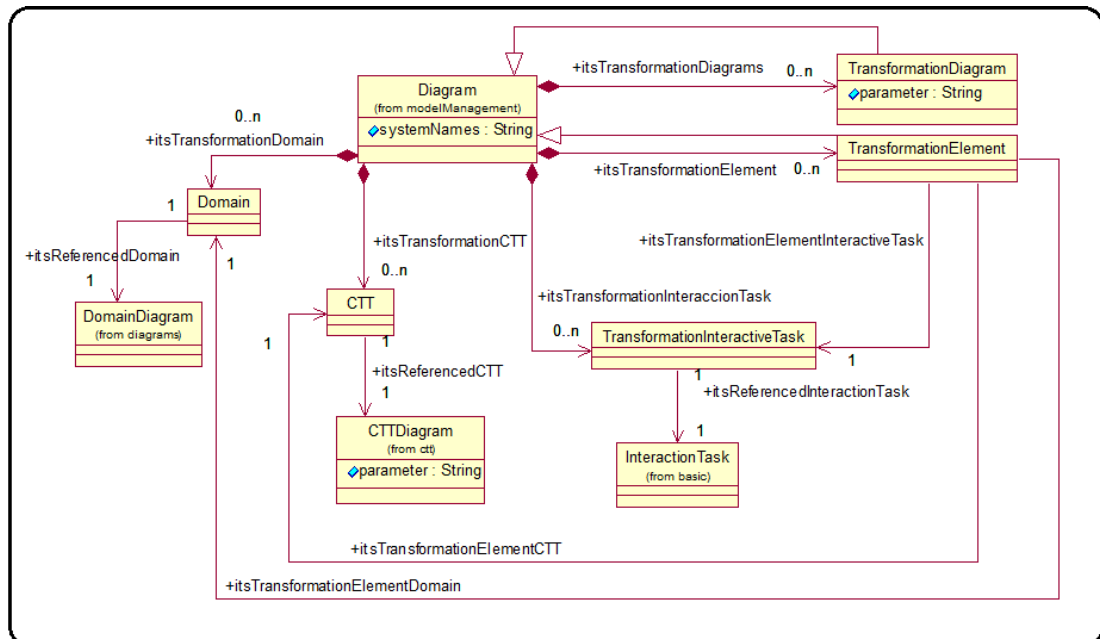 Diagram
(from modelManagement)
systemNames : String
+itsTransformationDiagrams
0..n
TransformationDiagram
parameter : String
0..n
+itsTransformationDomain
+itsTransformationElement
0..n
TransformationElement
1
Domain
+itsReferencedDomain
1
1
DomainDiagram
(from diagrams)
+itsTransformationCTT
0..n
+itsTransformationElementInteractiveTask
+itsTransformationInteraccionTask
0..n
CTT
1
1
TransformationInteractiveTask
1
1
+itsReferencedCTT
1
+itsReferencedInteractionTask
1
CTTDiagram
(from ctt)
parameter : String
InteractionTask
(from basic)
+itsTransformationElementCTT
+itsTransformationElementDomain